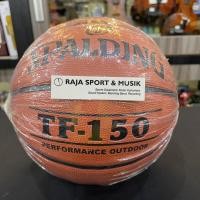 SPALDING
RAJA SPORT & MUSIK
TF-150
PERFORMANCE OUTDOOR